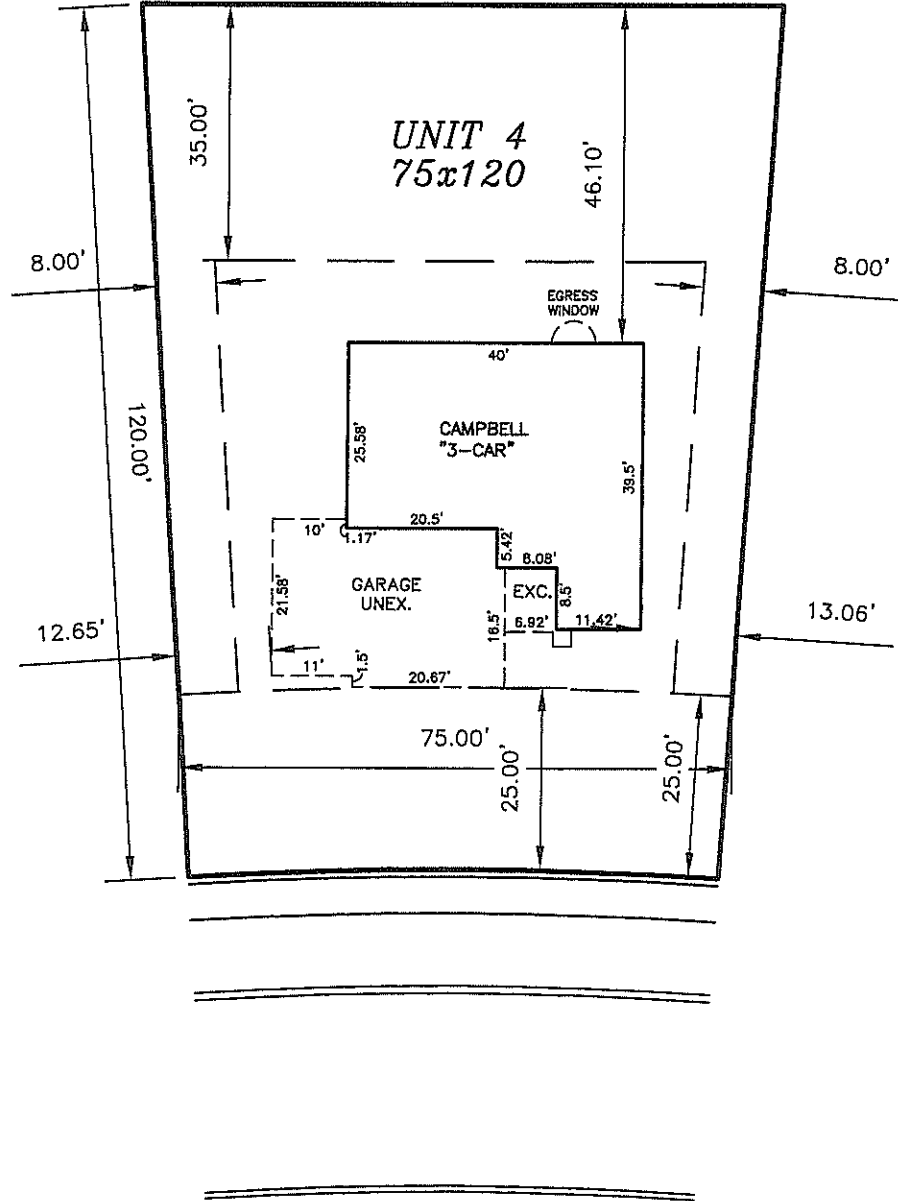 35.00'
UNIT 4
75x120
46.10'
8.00'
8.00'
EGRESS
WINDOW
40'
120.00'
CAMPBELL
"3-CAR"
25.58'
39.5'
20.5'
10'
1.17'
5.42'
8.08'
GARAGE
UNEX.
EXC.
21.58'
8.5'
16.5'
6.92'
11.42'
12.65'
13.06'
11'
1.5'
20.67'
75.00'
25.00'
25.00'